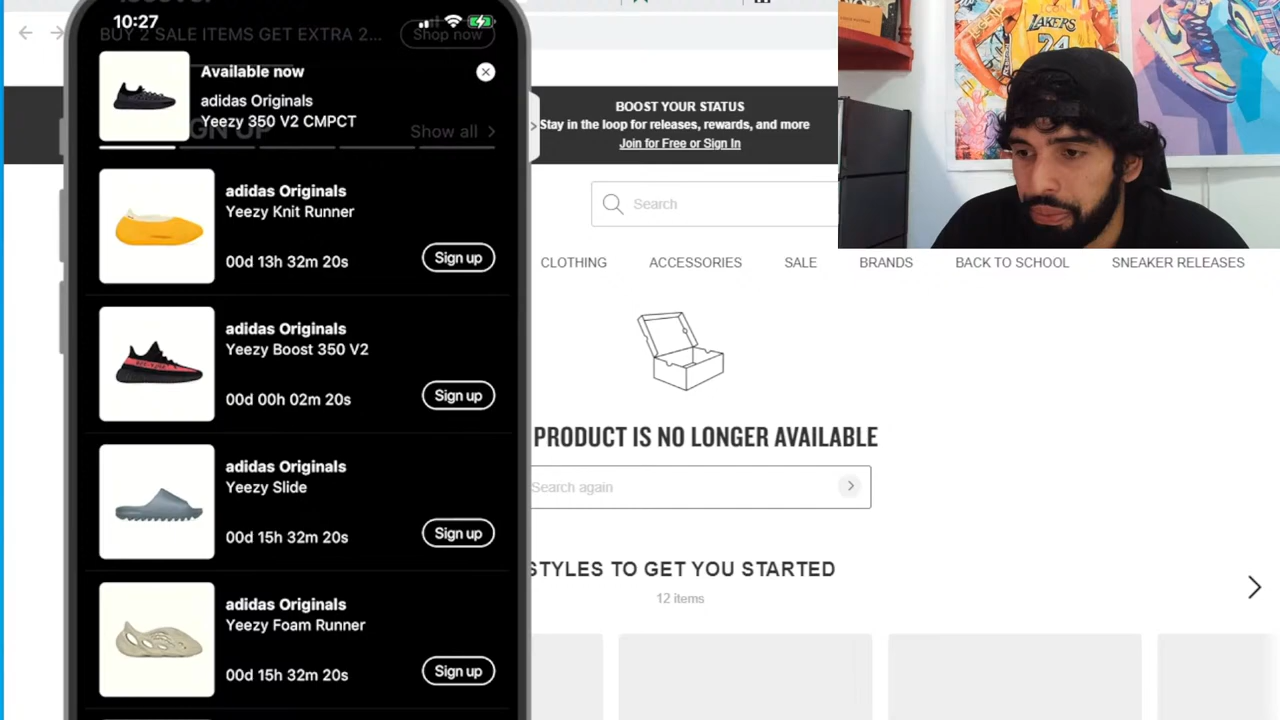 10:27
BUY 2 SALE ITEMS GET EXTRA 2...
Shop now
Available now
adidas Originals
Yeezy 350 V2 CMPCT
GN UP
Show all
adidas Originals
Yeezy Knit Runner
00d 13h 32m 20s
Sign up
adidas Originals
Yeezy Boost 350 V2
00d 00h 02m 20s
Sign up
adidas Originals
Yeezy Slide
00d 15h 32m 20s
Sign up
adidas Originals
Yeezy Foam Runner
00d 15h 32m 20s
Sign up
BOOST YOUR STATUS
Stay in the loop for releases, rewards, and more
Join for Free or Sign In
Search
CLOTHING
ACCESSORIES
SALE
BRANDS
BACK TO SCHOOL
SNEAKER RELEASES
PRODUCT IS NO LONGER AVAILABLE
Search again
STYLES TO GET YOU STARTED
12 items
LAKERS
24